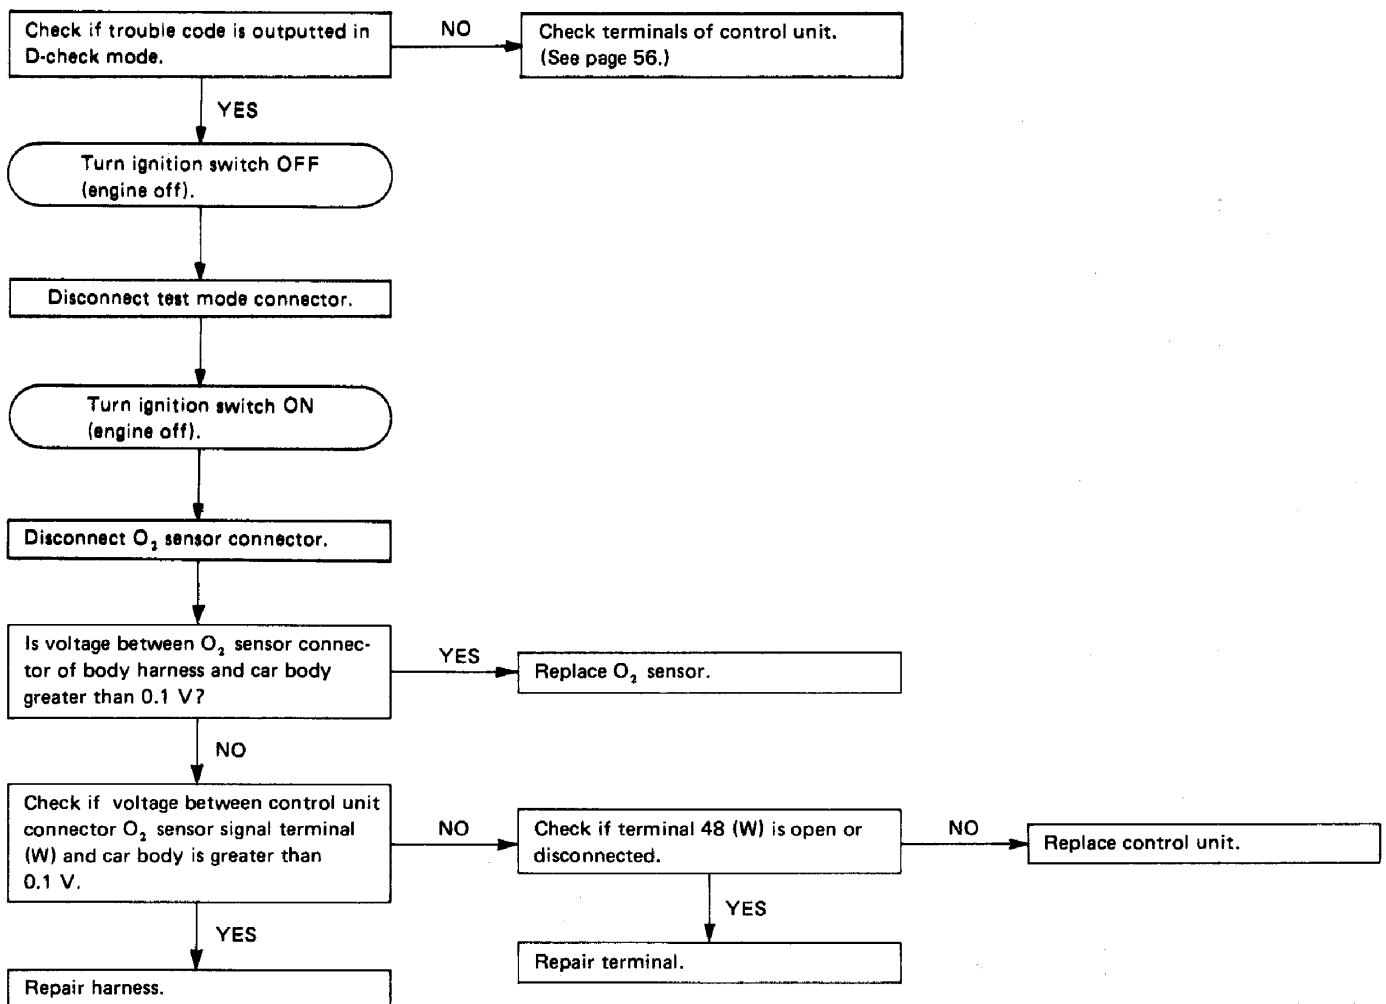 Check if trouble code is outputted in
D-check mode.
NO
Check terminals of control unit.
(See page 56.)
YES
Turn ignition switch OFF
(engine off).
Disconnect test mode connector.
Turn ignition switch ON
(engine off).
Disconnect O₂ sensor connector.
Is voltage between O₂ sensor connec-
tor of body harness and car body
greater than 0.1 V?
YES
Replace O₂ sensor.
NO
Check if voltage between control unit
connector O₂ sensor signal terminal
(W) and car body is greater than
0.1 V.
NO
Check if terminal 48 (W) is open or
disconnected.
NO
Replace control unit.
YES
Repair harness.
YES
Repair terminal.